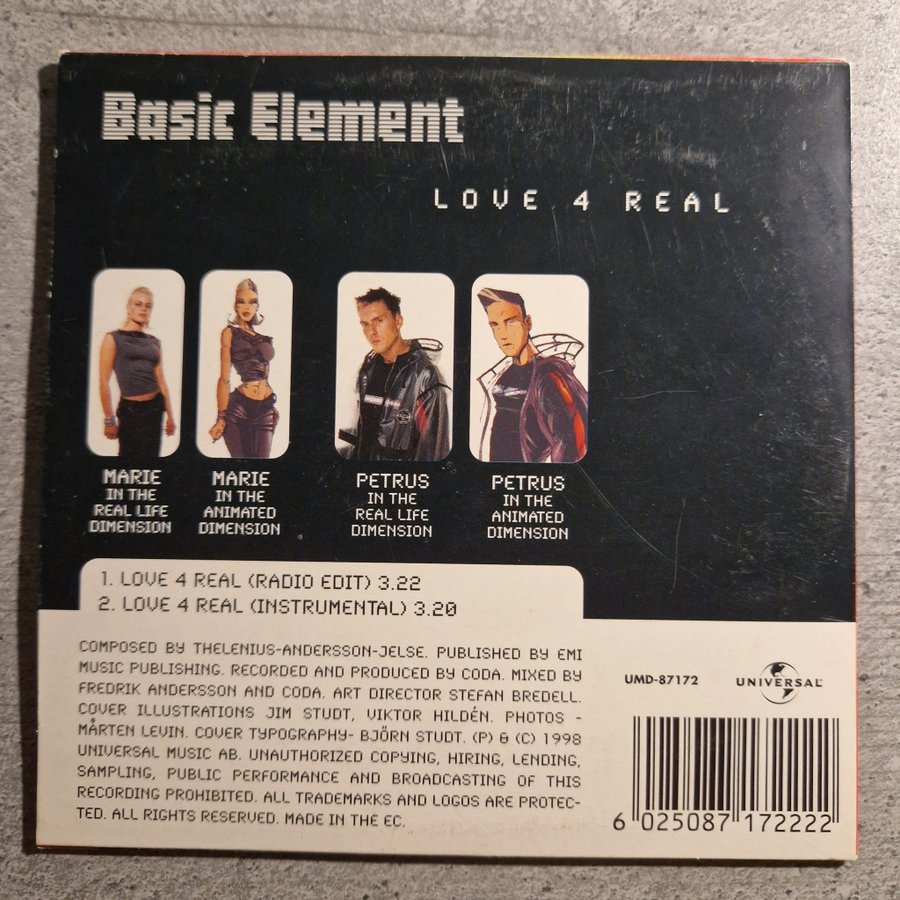 Basic Element
LOVE 4 REAL
MARIE
IN THE
REAL LIFE
DIMENSION
MARIE
IN THE
ANIMATED
DIMENSION
PETRUS
IN THE
REAL LIFE
DIMENSION
PETRUS
IN THE
ANIMATED
DIMENSION
1. LOVE 4 REAL (RADIO EDIT) 3.22
2. LOVE 4 REAL (INSTRUMENTAL) 3.20
COMPOSED BY THELENIUS-ANDERSSON-JELSE. PUBLISHED BY EMI
MUSIC PUBLISHING. RECORDED AND PRODUCED BY CODA. MIXED BY
FREDRIK ANDERSSON AND CODA. ART DIRECTOR STEFAN BREDELL.
COVER ILLUSTRATIONS JIM STUDT, VIKTOR HILDÉN. PHOTOS -
MÅRTEN LEVIN. COVER TYPOGRAPHY- BJÖRN STUDT. (P) & (C) 1998
UNIVERSAL MUSIC AB. UNAUTHORIZED COPYING, HIRING, LENDING,
SAMPLING, PUBLIC PERFORMANCE AND BROADCASTING OF THIS
RECORDING PROHIBITED. ALL TRADEMARKS AND LOGOS ARE PROTEC-
TED. ALL RIGHTS RESERVED. MADE IN THE EC.
UMD-87172
UNIVERSAL
6 025087 172222